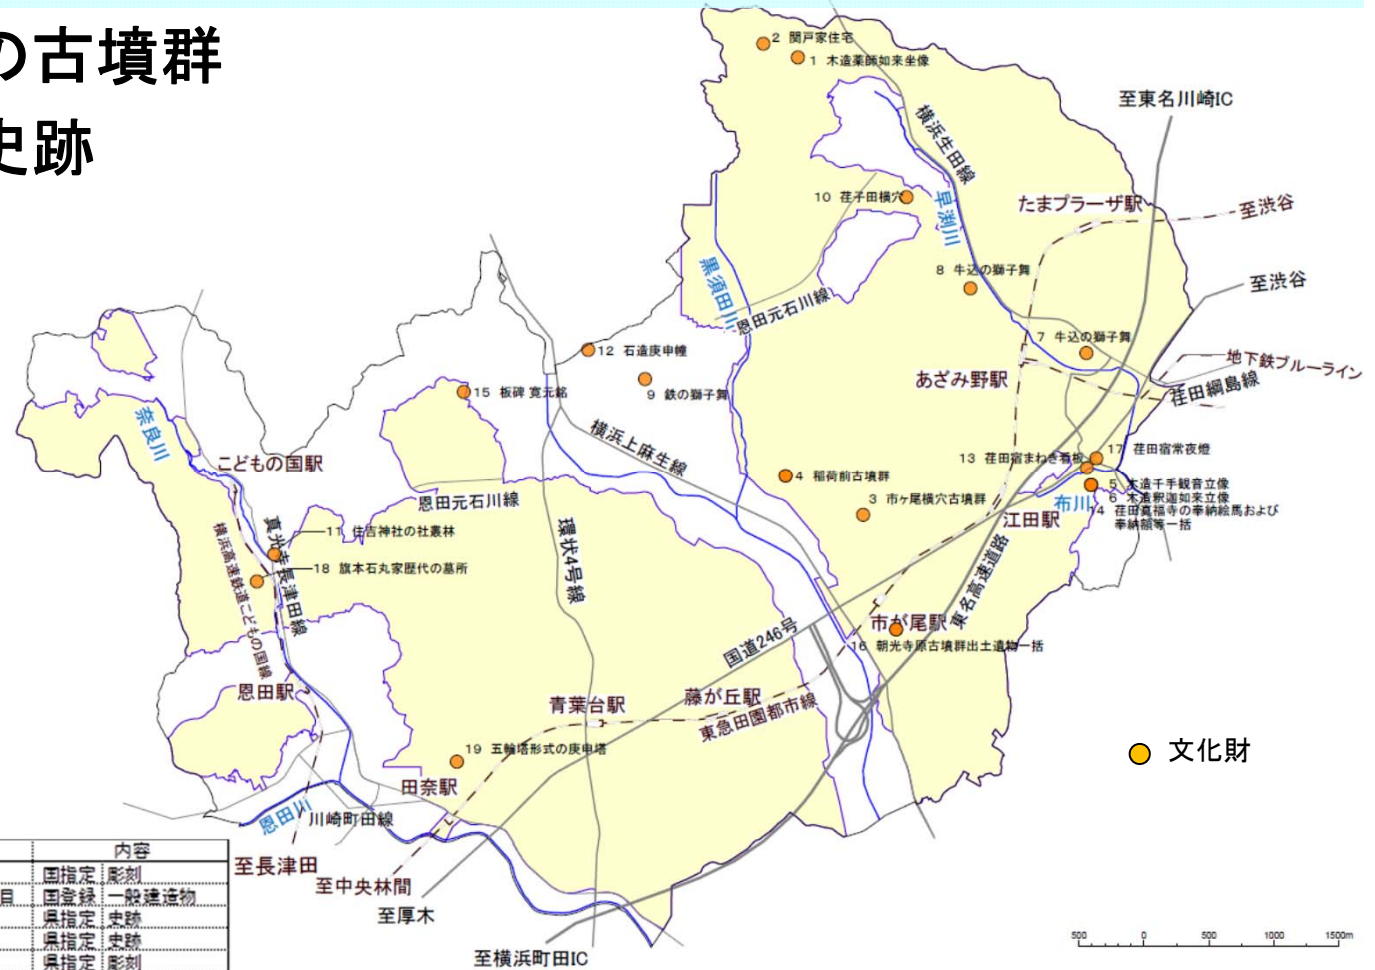 の古墳群
史跡
2 関戸家住宅
1 木造薬師如来坐像
至東名川崎IC
横浜生田線
10 荏子田横穴
早渕川
たまプラーザ駅
至渋谷
黒須田川
8 牛込の獅子舞
至渋谷
恩田元石川線
7 牛込の獅子舞
12 石造庚申幢
地下鉄ブルーライン
あざみ野駅
荏田綱島線
15 板碑 寛元銘
9 鉄の獅子舞
奈良川
横浜上麻生線
17 荏田宿常夜燈
13 荏田宿まねき看板
こどもの国駅
4 稲荷前古墳群
5 木造千手観音立像
6 木造釈迦如来立像
恩田元石川線
3 市ヶ尾横穴古墳群
布川
14 荏田真福寺の奉納絵馬および
奉納額等一括
江田駅
真光寺長津田線
11 住吉神社の社叢林
環状4号線
横浜高速鉄道こどもの国線
18 旗本石丸家歴代の墓所
東名高速道路
市が尾駅
国道246号
16 朝光寺原古墳群出土遺物一括
恩田駅
青葉台駅
藤が丘駅
東急田園都市線
19 五輪塔形式の庚申塔
文化財
田奈駅
恩田川
川崎町田線
至長津田
至中央林間
至厚木
至横浜町田IC
内容
国指定 彫刻
目 国登録 一般建造物
県指定 史跡
県指定 史跡
県指定 彫刻
500 0 500 1000 1500m